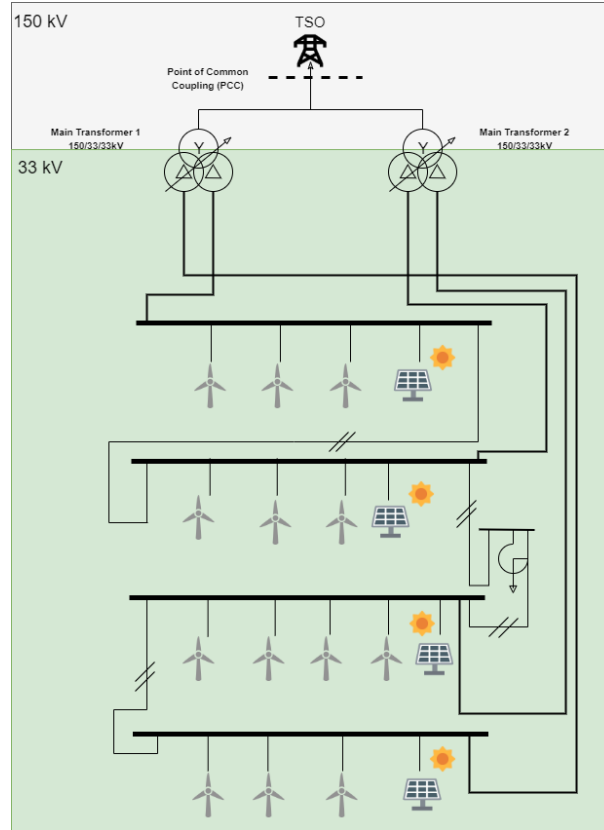 150 kV
TSO
Point of Common
Coupling (PCC)
Main Transformer 1
150/33/33kV
Y
Y
Main Transformer 2
150/33/33kV
33 kV